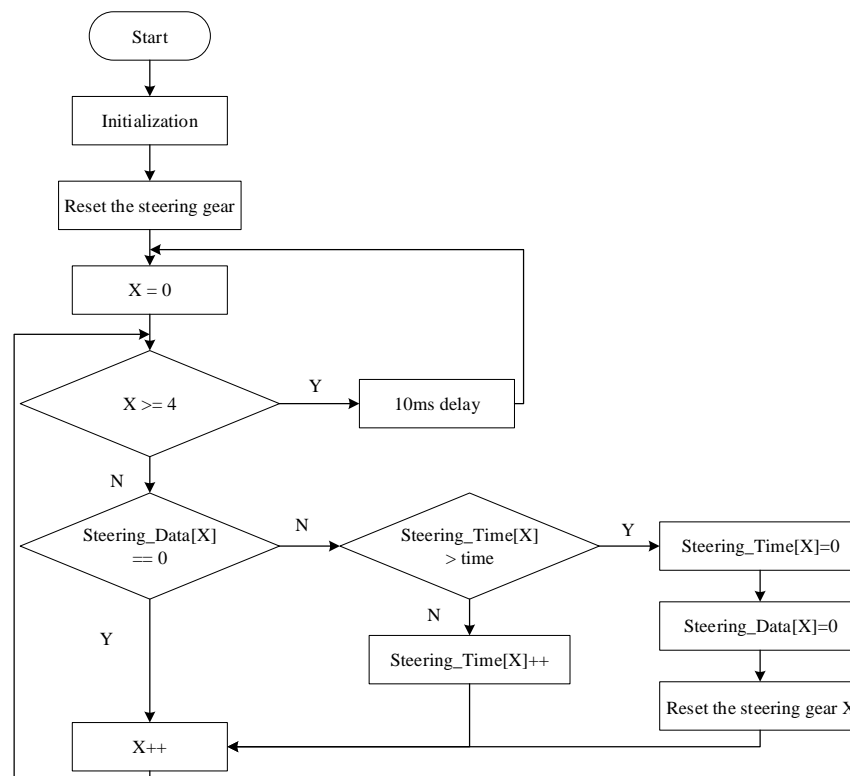 Start
Initialization
Reset the steering gear
X = 0
X >= 4
Y
10ms delay
N
Steering_Data[X]
== 0
N
Steering_Time[X]
> time
Y
Steering_Time[X]=0
Steering_Data[X]=0
Y
N
Steering_Time[X]++
Reset the steering gear X
X++